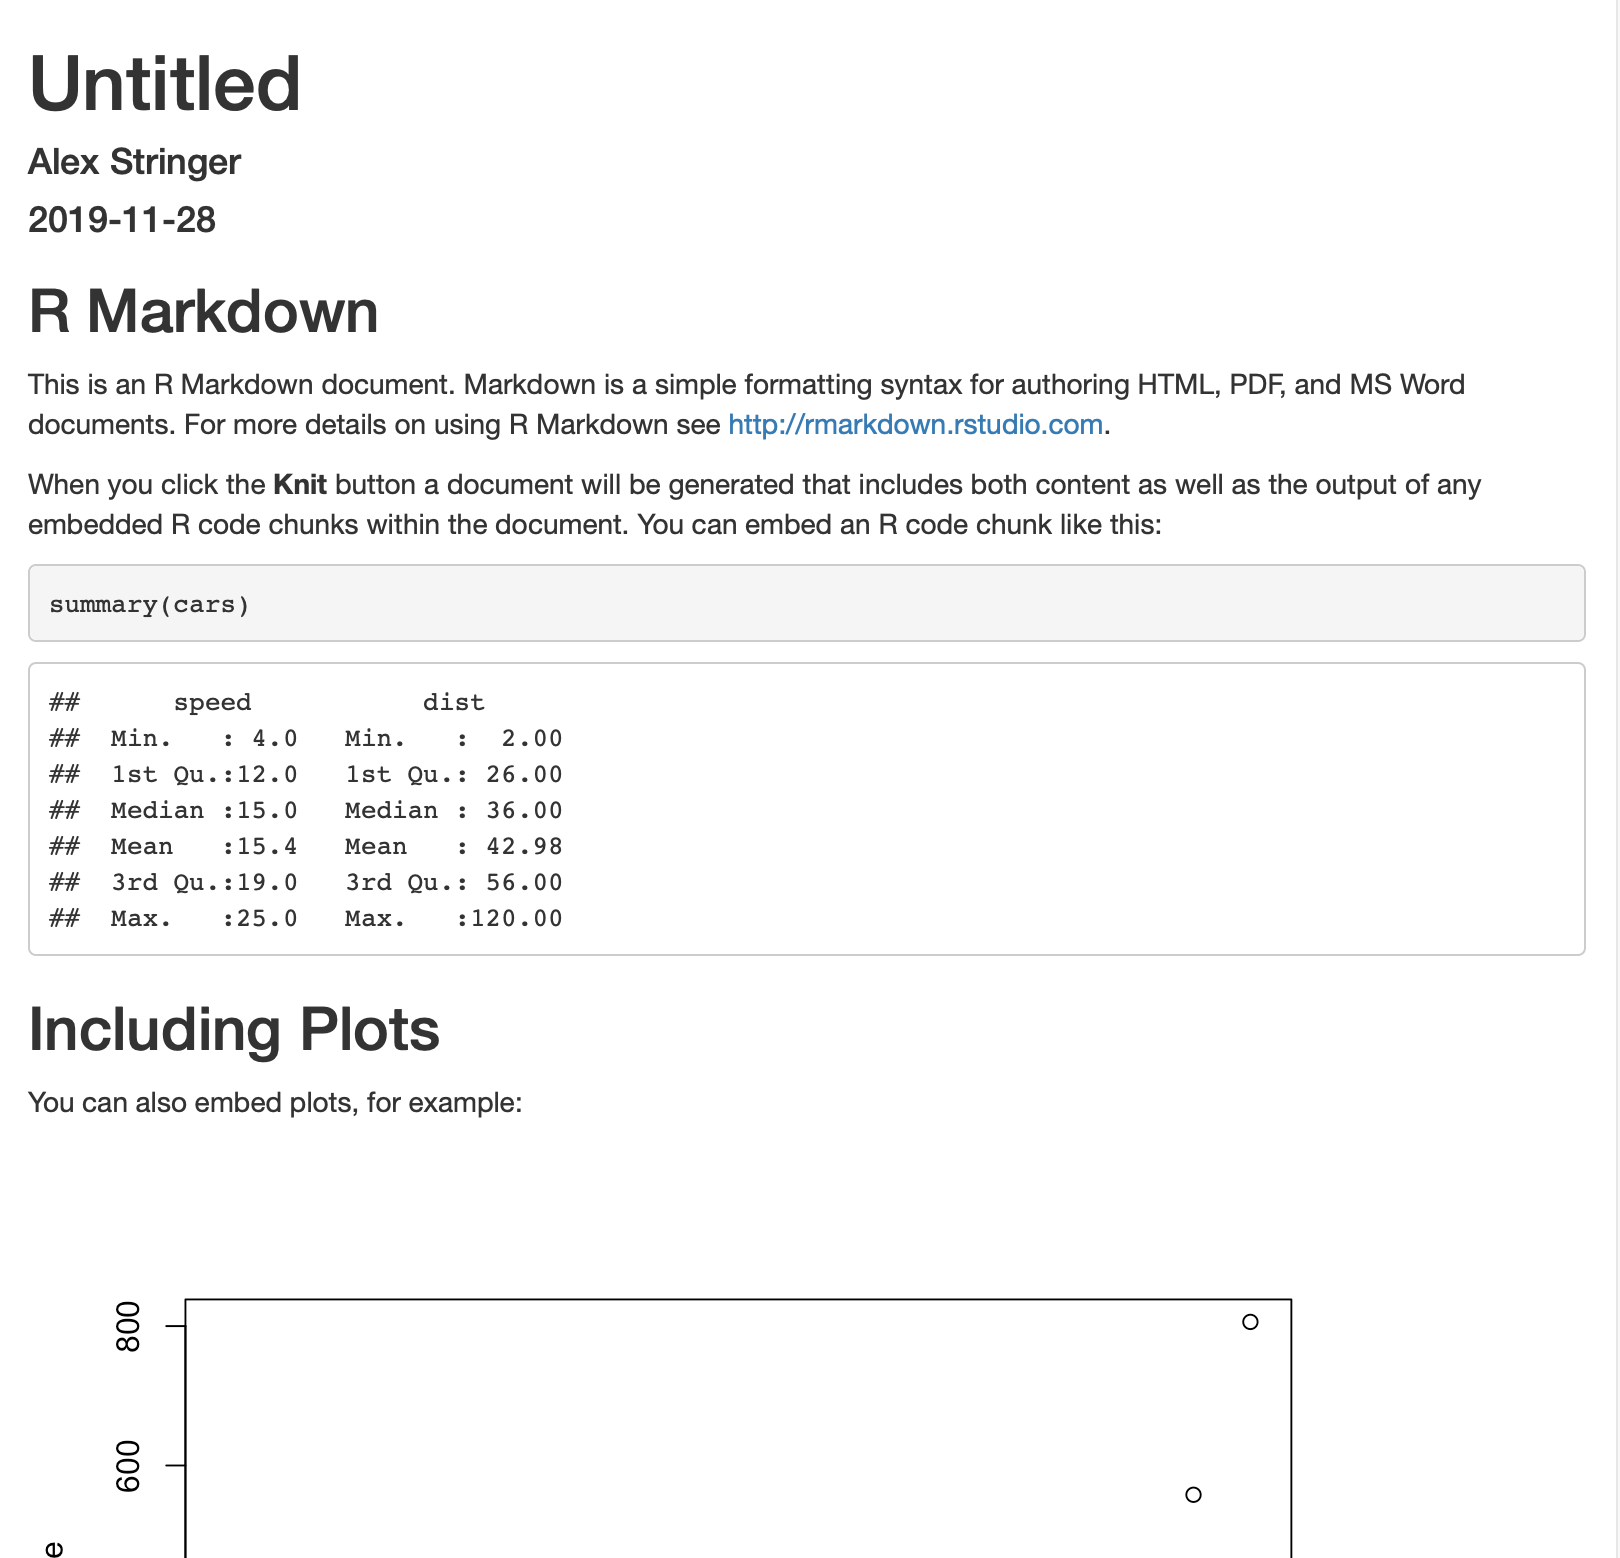 Untitled
Alex Stringer
2019-11-28
R Markdown
This is an R Markdown document. Markdown is a simple formatting syntax for authoring HTML, PDF, and MS Word
documents. For more details on using R Markdown see http://rmarkdown.rstudio.com.
When you click the Knit button a document will be generated that includes both content as well as the output of any
embedded R code chunks within the document. You can embed an R code chunk like this:
summary(cars)
##      speed           dist
##  Min.   : 4.0   Min.   :  2.00
##  1st Qu.:12.0   1st Qu.: 26.00
##  Median :15.0   Median : 36.00
##  Mean   :15.4   Mean   : 42.98
##  3rd Qu.:19.0   3rd Qu.: 56.00
##  Max.   :25.0   Max.   :120.00
Including Plots
You can also embed plots, for example:
800
600
e